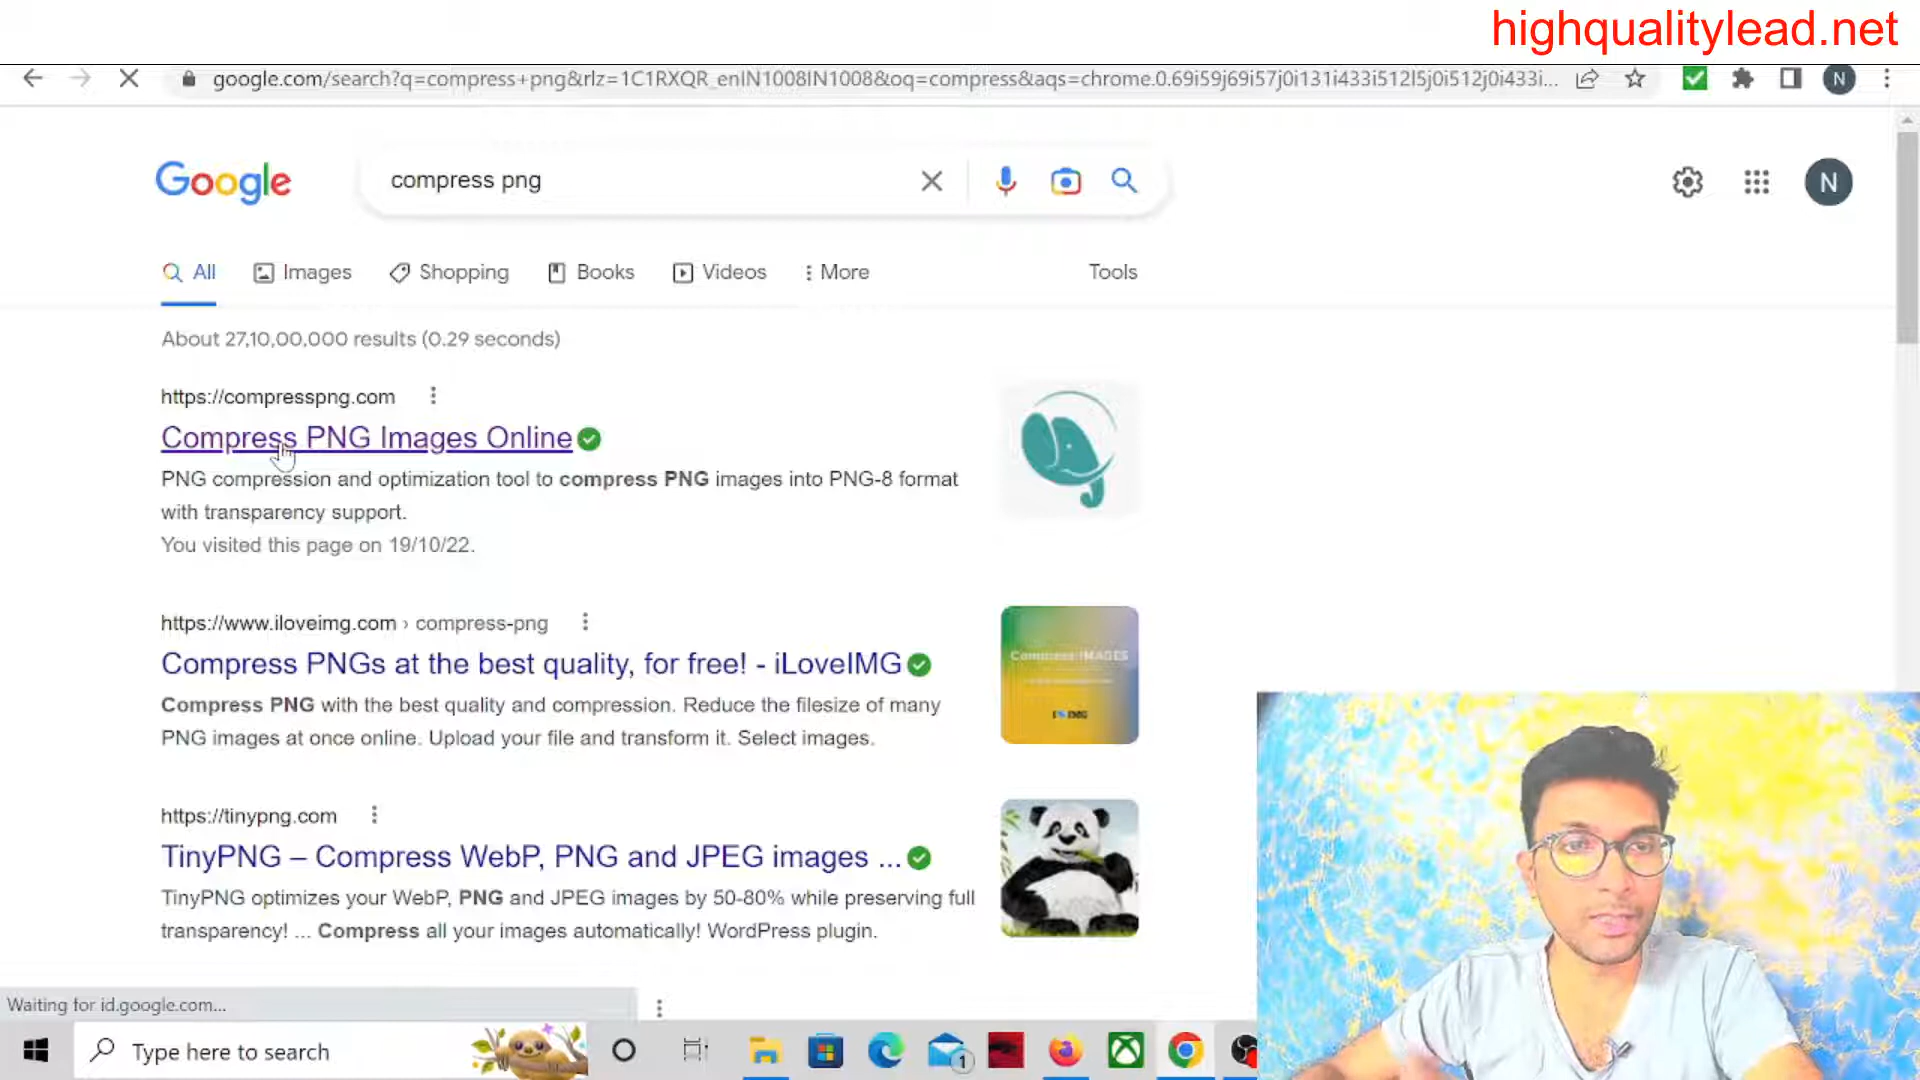 highqualitylead.net
google.com/search?q=compress+png&rlz=1C1RXQR_enIN1008IN1008&oq=compress&aqs=chrome.0.69i59j69i57j0i131i433i512l5j0i512j0i433i...
N
Google
compress png
N
All
Images
Shopping
Books
Videos
More
Tools
About 27,10,00,000 results (0.29 seconds)
https://compresspng.com
Compress PNG Images Online
PNG compression and optimization tool to compress PNG images into PNG-8 format
with transparency support.
You visited this page on 19/10/22.
https://www.iloveimg.com › compress-png
Compress PNGs at the best quality, for free! - iLoveIMG
Compress IMAGES
Compress PNG with the best quality and compression. Reduce the filesize of many
PNG images at once online. Upload your file and transform it. Select images.
https://tinypng.com
TinyPNG – Compress WebP, PNG and JPEG images ...
TinyPNG optimizes your WebP, PNG and JPEG images by 50-80% while preserving full
transparency! ... Compress all your images automatically! WordPress plugin.
Waiting for id.google.com...
Type here to search
1